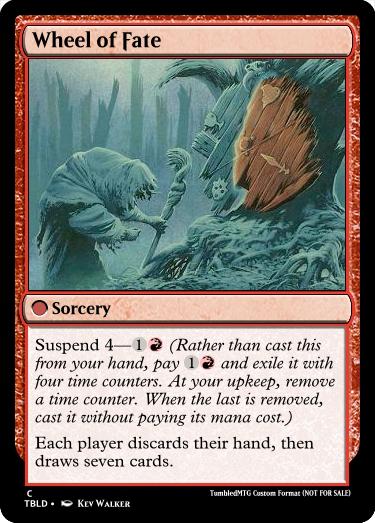 Wheel of Fate
Sorcery
Suspend 4—1R (Rather than cast this
from your hand, pay 1R and exile it with
four time counters. At your upkeep, remove
a time counter. When the last is removed,
cast it without paying its mana cost.)
Each player discards their hand, then
draws seven cards.
C
TBLD • Kev Walker
TumbledMTG Custom Format (NOT FOR SALE)